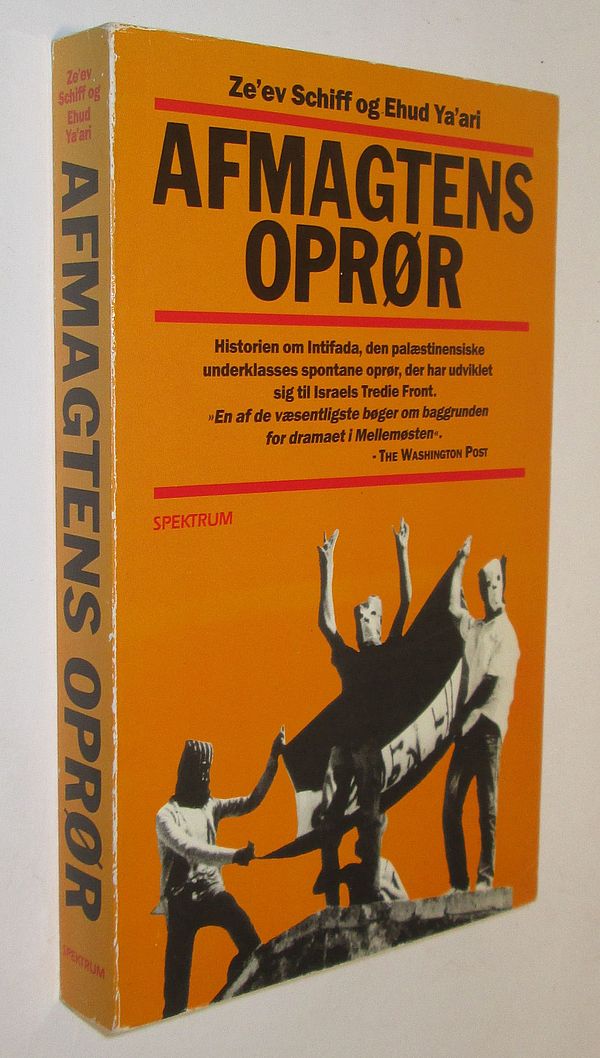 Ze'ev Schiff og Ehud Ya'ari
AFMAGTENS
OPRØR
Historien om Intifada, den palæstinensiske
underklasses spontane oprør, der har udviklet
sig til Israels Tredie Front.
»En af de væsentligste bøger om baggrunden
for dramaet i Mellemøsten«.
- THE WASHINGTON POST
SPEKTRUM
Ze'ev
Schiff og
Ehud
Ya'ari
AFMAGTENS OPRØR
SPEKTRUM